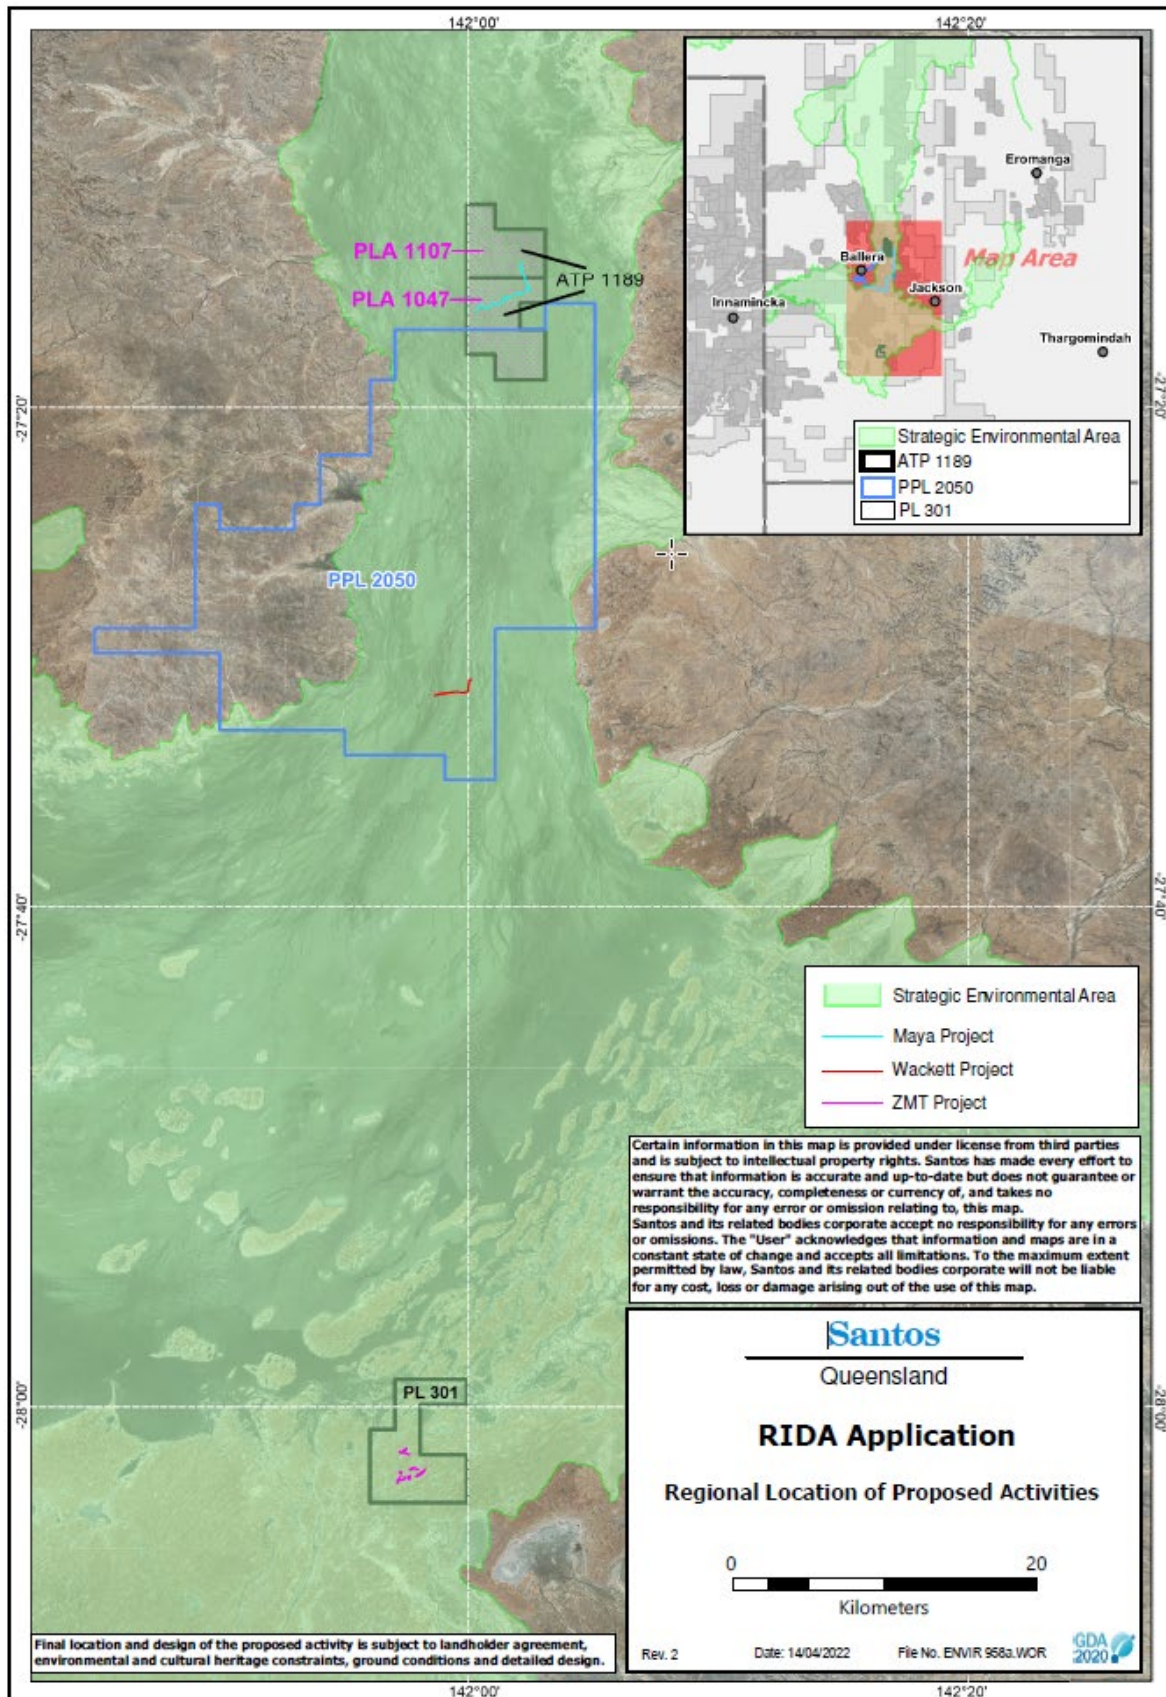 142°00'
142°20'
Eromanga
Ballera
Map Area
Jackson
Innamincka
Thargomindah
Strategic Environmental Area
ATP 1189
PPL 2050
PL 301
PLA 1107
ATP 1189
PLA 1047
-27°20'
-27°20'
PPL 2050
-27°40'
-27°40'
Strategic Environmental Area
Maya Project
Wackett Project
ZMT Project
Certain information in this map is provided under license from third parties
and is subject to intellectual property rights. Santos has made every effort to
ensure that information is accurate and up-to-date but does not guarantee or
warrant the accuracy, completeness or currency of, and takes no
responsibility for any error or omission relating to, this map.
Santos and its related bodies corporate accept no responsibility for any errors
or omissions. The "User" acknowledges that information and maps are in a
constant state of change and accepts all limitations. To the maximum extent
permitted by law, Santos and its related bodies corporate will not be liable
for any cost, loss or damage arising out of the use of this map.
PL 301
-28°00'
-28°00'
Santos
Queensland
RIDA Application
Regional Location of Proposed Activities
0 20
Kilometers
Rev. 2 Date: 14/04/2022 File No. ENVIR 958a.WOR
GDA
2020
Final location and design of the proposed activity is subject to landholder agreement,
environmental and cultural heritage constraints, ground conditions and detailed design.
142°00'
142°20'